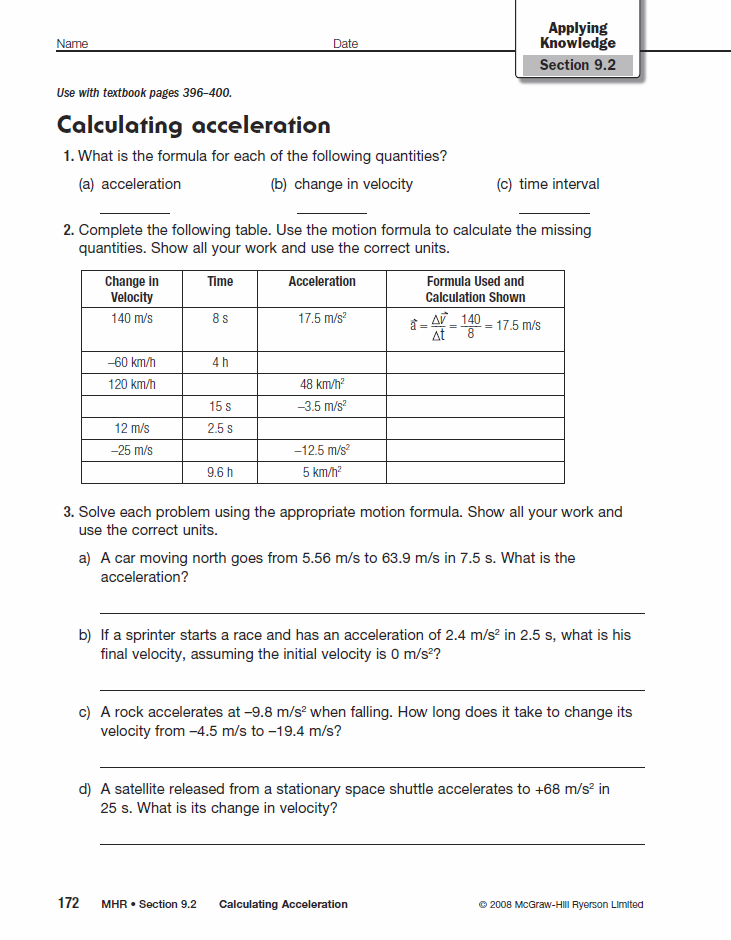 Applying
Knowledge
Section 9.2
Name Date
Use with textbook pages 396–400.
Calculating acceleration
1. What is the formula for each of the following quantities?
(a) acceleration (b) change in velocity (c) time interval
2. Complete the following table. Use the motion formula to calculate the missing
quantities. Show all your work and use the correct units.
Change in Velocity Time Acceleration Formula Used and Calculation Shown
140 m/s 8 s 17.5 m/s² a⃗ = Δv⃗/Δt = 140/8 = 17.5 m/s
–60 km/h 4 h
120 km/h 48 km/h²
15 s –3.5 m/s²
12 m/s 2.5 s
–25 m/s –12.5 m/s²
9.6 h 5 km/h²
3. Solve each problem using the appropriate motion formula. Show all your work and
use the correct units.
a) A car moving north goes from 5.56 m/s to 63.9 m/s in 7.5 s. What is the
acceleration?
b) If a sprinter starts a race and has an acceleration of 2.4 m/s² in 2.5 s, what is his
final velocity, assuming the initial velocity is 0 m/s²?
c) A rock accelerates at –9.8 m/s² when falling. How long does it take to change its
velocity from –4.5 m/s to –19.4 m/s?
d) A satellite released from a stationary space shuttle accelerates to +68 m/s² in
25 s. What is its change in velocity?
172 MHR • Section 9.2 Calculating Acceleration © 2008 McGraw-Hill Ryerson Limited